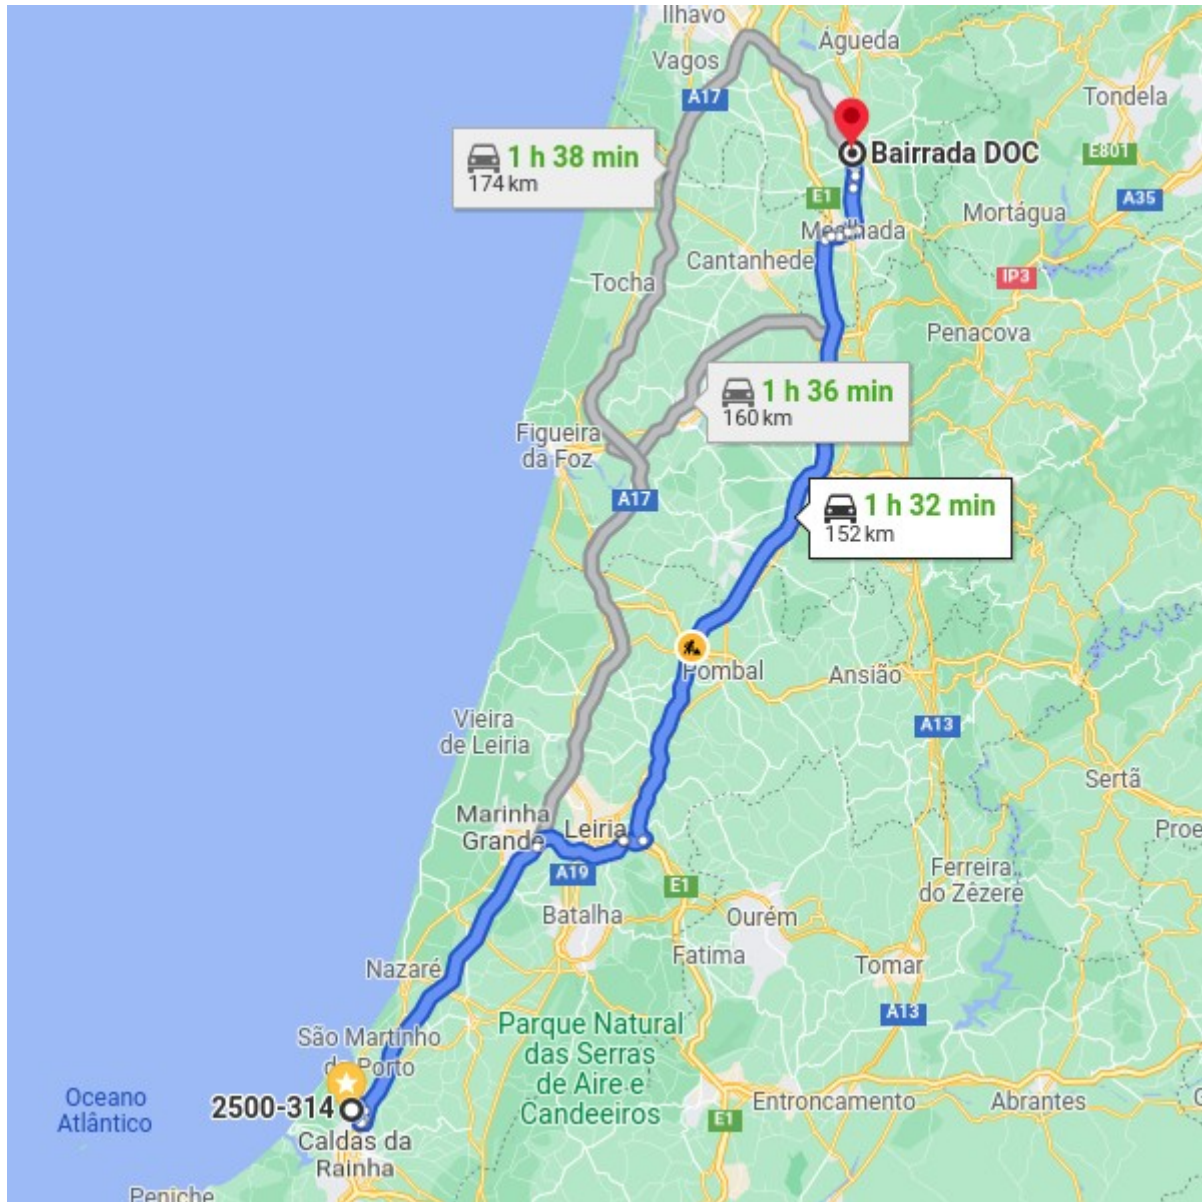 Ilhavo
Águeda
Vagos
A17
Tondela
1 h 38 min
174 km
Bairrada DOC
E801
E1
A35
Mortágua
Mealhada
Cantanhede
Tocha
IP3
Penacova
1 h 36 min
160 km
Figueira
da Foz
A17
1 h 32 min
152 km
Pombal
Ansião
Vieira
de Leiria
A13
Sertã
Marinha
Grande
Leiria
Proe
A19
E1
Ferreira
do Zêzere
Batalha
Ourém
Fatima
Nazaré
Tomar
A13
Parque Natural
das Serras
de Aire e
Candeeiros
São Martinho
do Porto
Oceano
Atlântico
2500-314
Entroncamento
Abrantes
E1
Caldas da
Rainha
Peniche